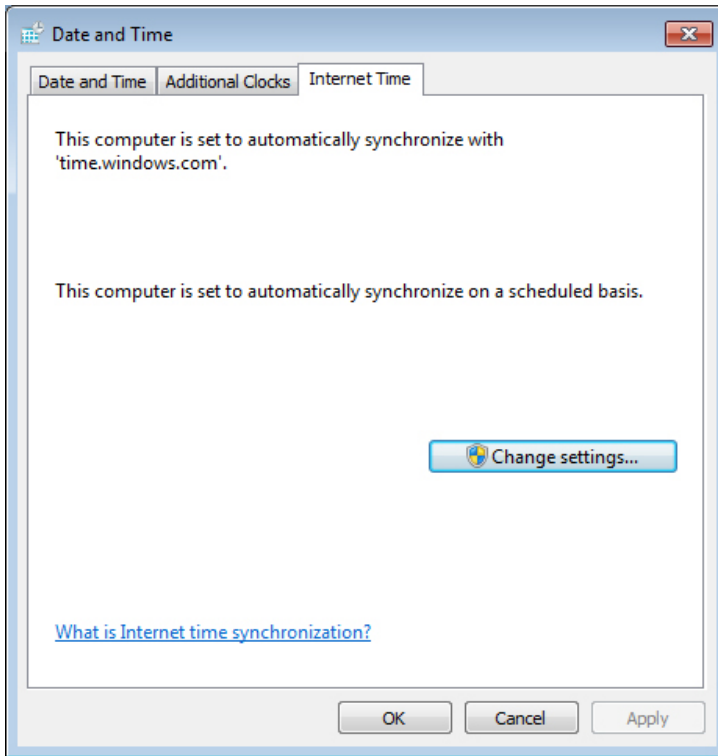 Date and Time
Date and Time
Additional Clocks
Internet Time
This computer is set to automatically synchronize with
'time.windows.com'.
This computer is set to automatically synchronize on a scheduled basis.
Change settings...
What is Internet time synchronization?
OK
Cancel
Apply